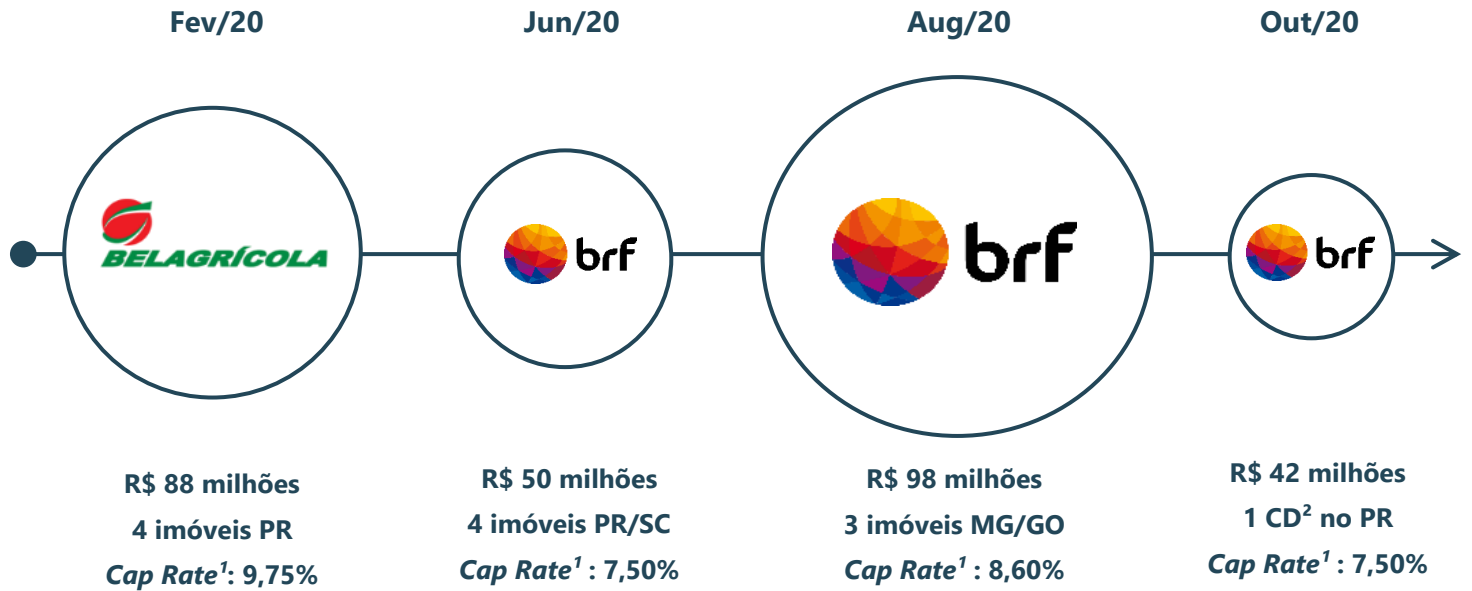 Fev/20
Jun/20
Aug/20
Out/20
BELAGRÍCOLA
brf
brf
brf
R$ 88 milhões
4 imóveis PR
Cap Rate¹: 9,75%
R$ 50 milhões
4 imóveis PR/SC
Cap Rate¹ : 7,50%
R$ 98 milhões
3 imóveis MG/GO
Cap Rate¹ : 8,60%
R$ 42 milhões
1 CD² no PR
Cap Rate¹ : 7,50%